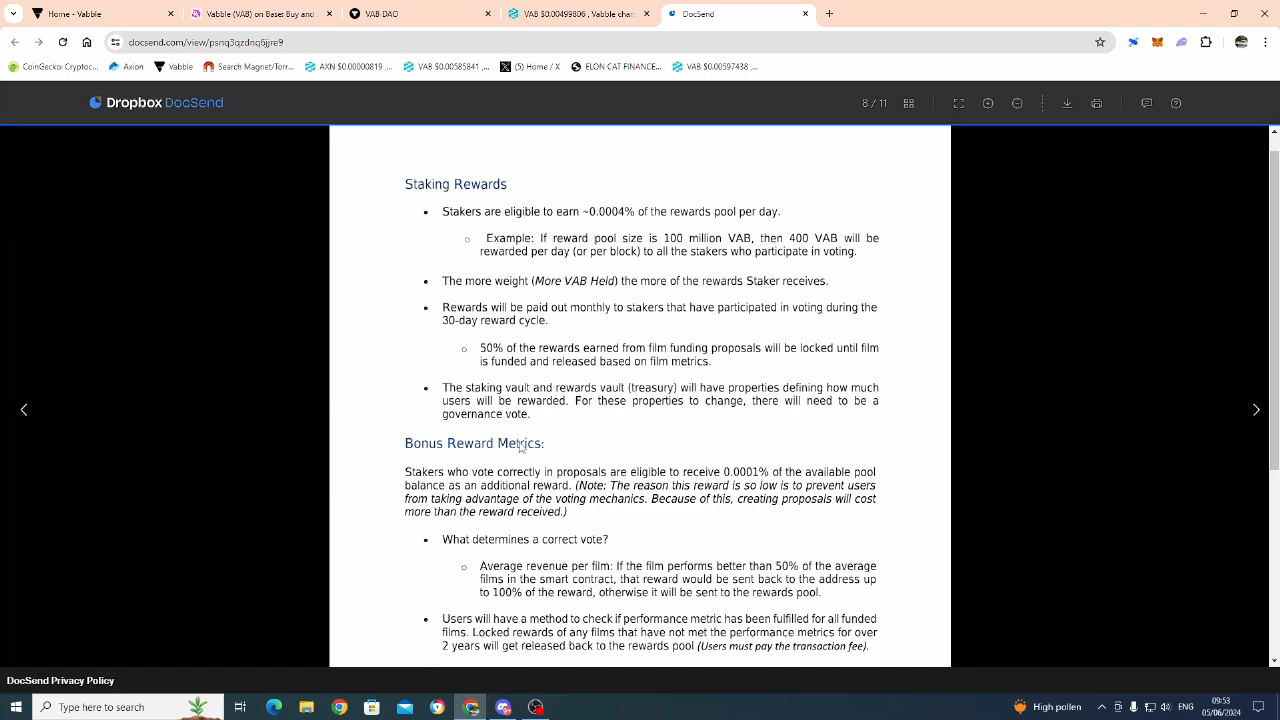 Vabble - Home
Vabble (VAB) on Base: Buy and
VAB DAO
VAB $0.00499806 , Vabble char
DocSend
docsend.com/view/psnq3qzdnq6jjre9
CoinGecko: Cryptoc...
Axion
Vabble
Search Magnet/Torr...
AXN $0.00000819 ,...
VAB $0.00585841 ,...
(5) Home / X
ELON CAT FINANCE...
VAB $0.00597438 ,...
Dropbox DocSend
8 / 11
Staking Rewards
• Stakers are eligible to earn ~0.0004% of the rewards pool per day.
o Example: If reward pool size is 100 million VAB, then 400 VAB will be
rewarded per day (or per block) to all the stakers who participate in voting.
• The more weight (More VAB Held) the more of the rewards Staker receives.
• Rewards will be paid out monthly to stakers that have participated in voting during the
30-day reward cycle.
o 50% of the rewards earned from film funding proposals will be locked until film
is funded and released based on film metrics.
• The staking vault and rewards vault (treasury) will have properties defining how much
users will be rewarded. For these properties to change, there will need to be a
governance vote.
Bonus Reward Metrics:
Stakers who vote correctly in proposals are eligible to receive 0.0001% of the available pool
balance as an additional reward. (Note: The reason this reward is so low is to prevent users
from taking advantage of the voting mechanics. Because of this, creating proposals will cost
more than the reward received.)
• What determines a correct vote?
o Average revenue per film: If the film performs better than 50% of the average
films in the smart contract, that reward would be sent back to the address up
to 100% of the reward, otherwise it will be sent to the rewards pool.
• Users will have a method to check if performance metric has been fulfilled for all funded
films. Locked rewards of any films that have not met the performance metrics for over
2 years will get released back to the rewards pool (Users must pay the transaction fee).
DocSend Privacy Policy
Type here to search
High pollen
ENG
09:53
05/06/2024